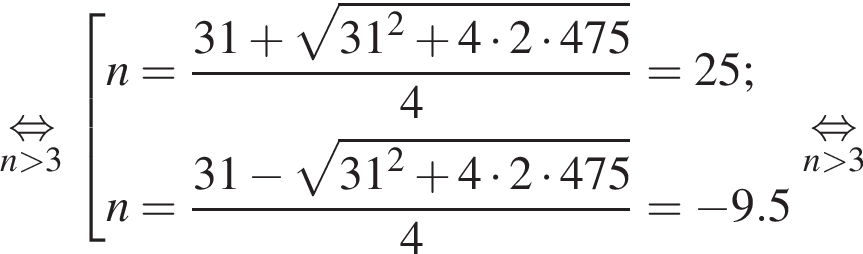 ⇔ n>3 [ n = (31 + √(31² + 4 · 2 · 475)) / 4 = 25;
n = (31 − √(31² + 4 · 2 · 475)) / 4 = −9.5 ⇔ n>3